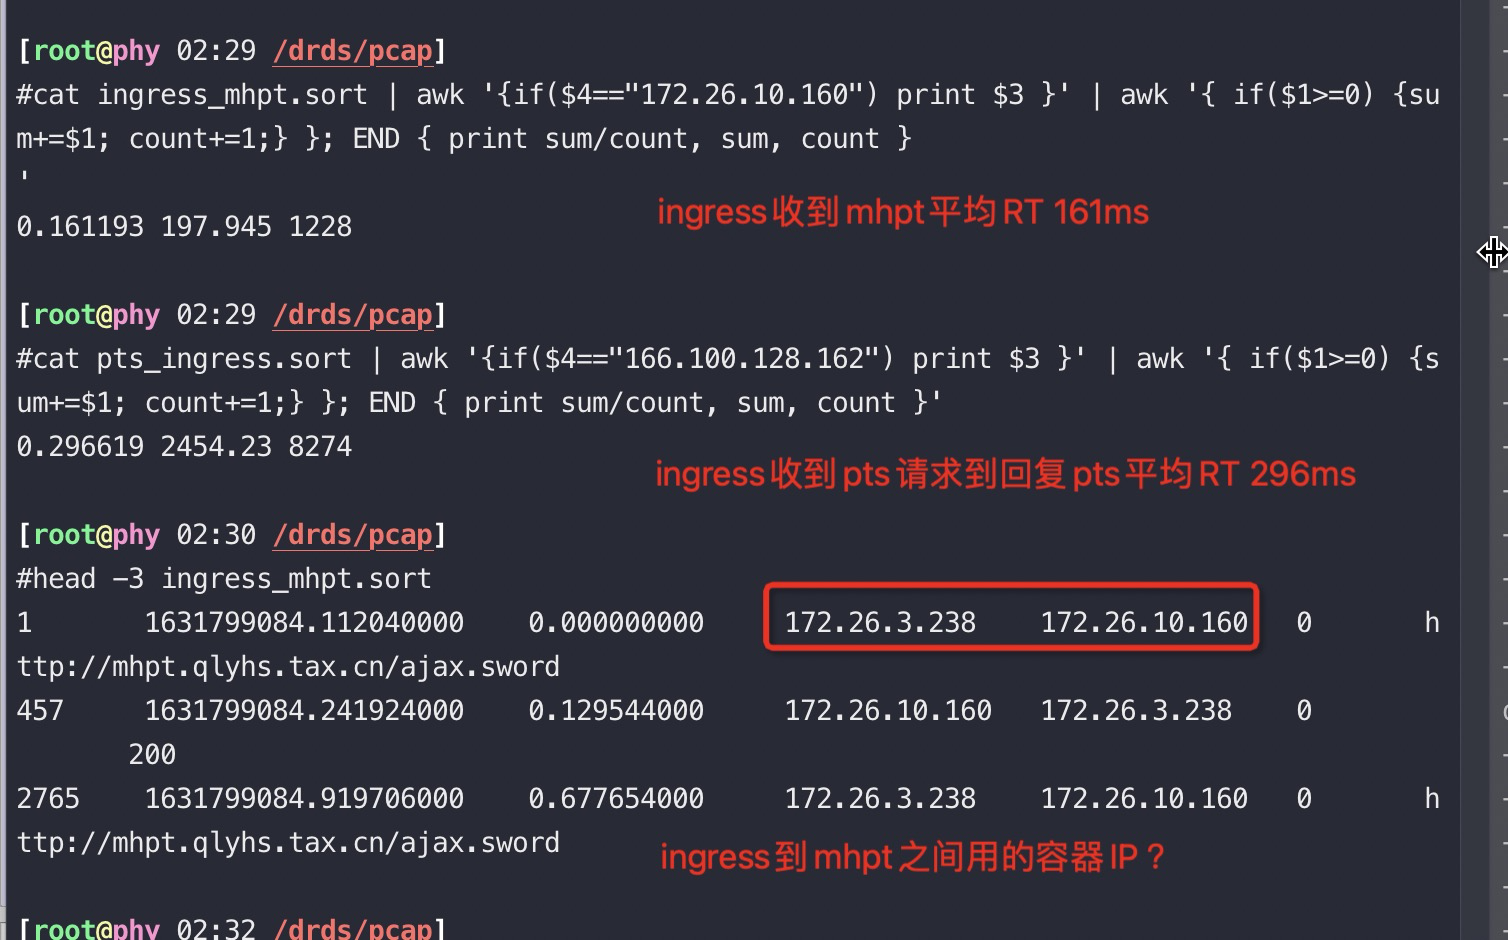 [root@phy 02:29 /drds/pcap]
#cat ingress_mhpt.sort | awk '{if($4=="172.26.10.160") print $3 }' | awk '{ if($1>=0) {su
m+=$1; count+=1;} }; END { print sum/count, sum, count }
'
ingress收到mhpt平均RT 161ms
0.161193 197.945 1228
[root@phy 02:29 /drds/pcap]
#cat pts_ingress.sort | awk '{if($4=="166.100.128.162") print $3 }' | awk '{ if($1>=0) {s
um+=$1; count+=1;} }; END { print sum/count, sum, count }'
0.296619 2454.23 8274
ingress收到pts请求到回复pts平均RT 296ms
[root@phy 02:30 /drds/pcap]
#head -3 ingress_mhpt.sort
1 1631799084.112040000 0.000000000 172.26.3.238 172.26.10.160 0 h
ttp://mhpt.qlyhs.tax.cn/ajax.sword
457 1631799084.241924000 0.129544000 172.26.10.160 172.26.3.238 0
200
2765 1631799084.919706000 0.677654000 172.26.3.238 172.26.10.160 0 h
ttp://mhpt.qlyhs.tax.cn/ajax.sword
ingress到mhpt之间用的容器IP？
[root@phy 02:32 /drds/pcap]